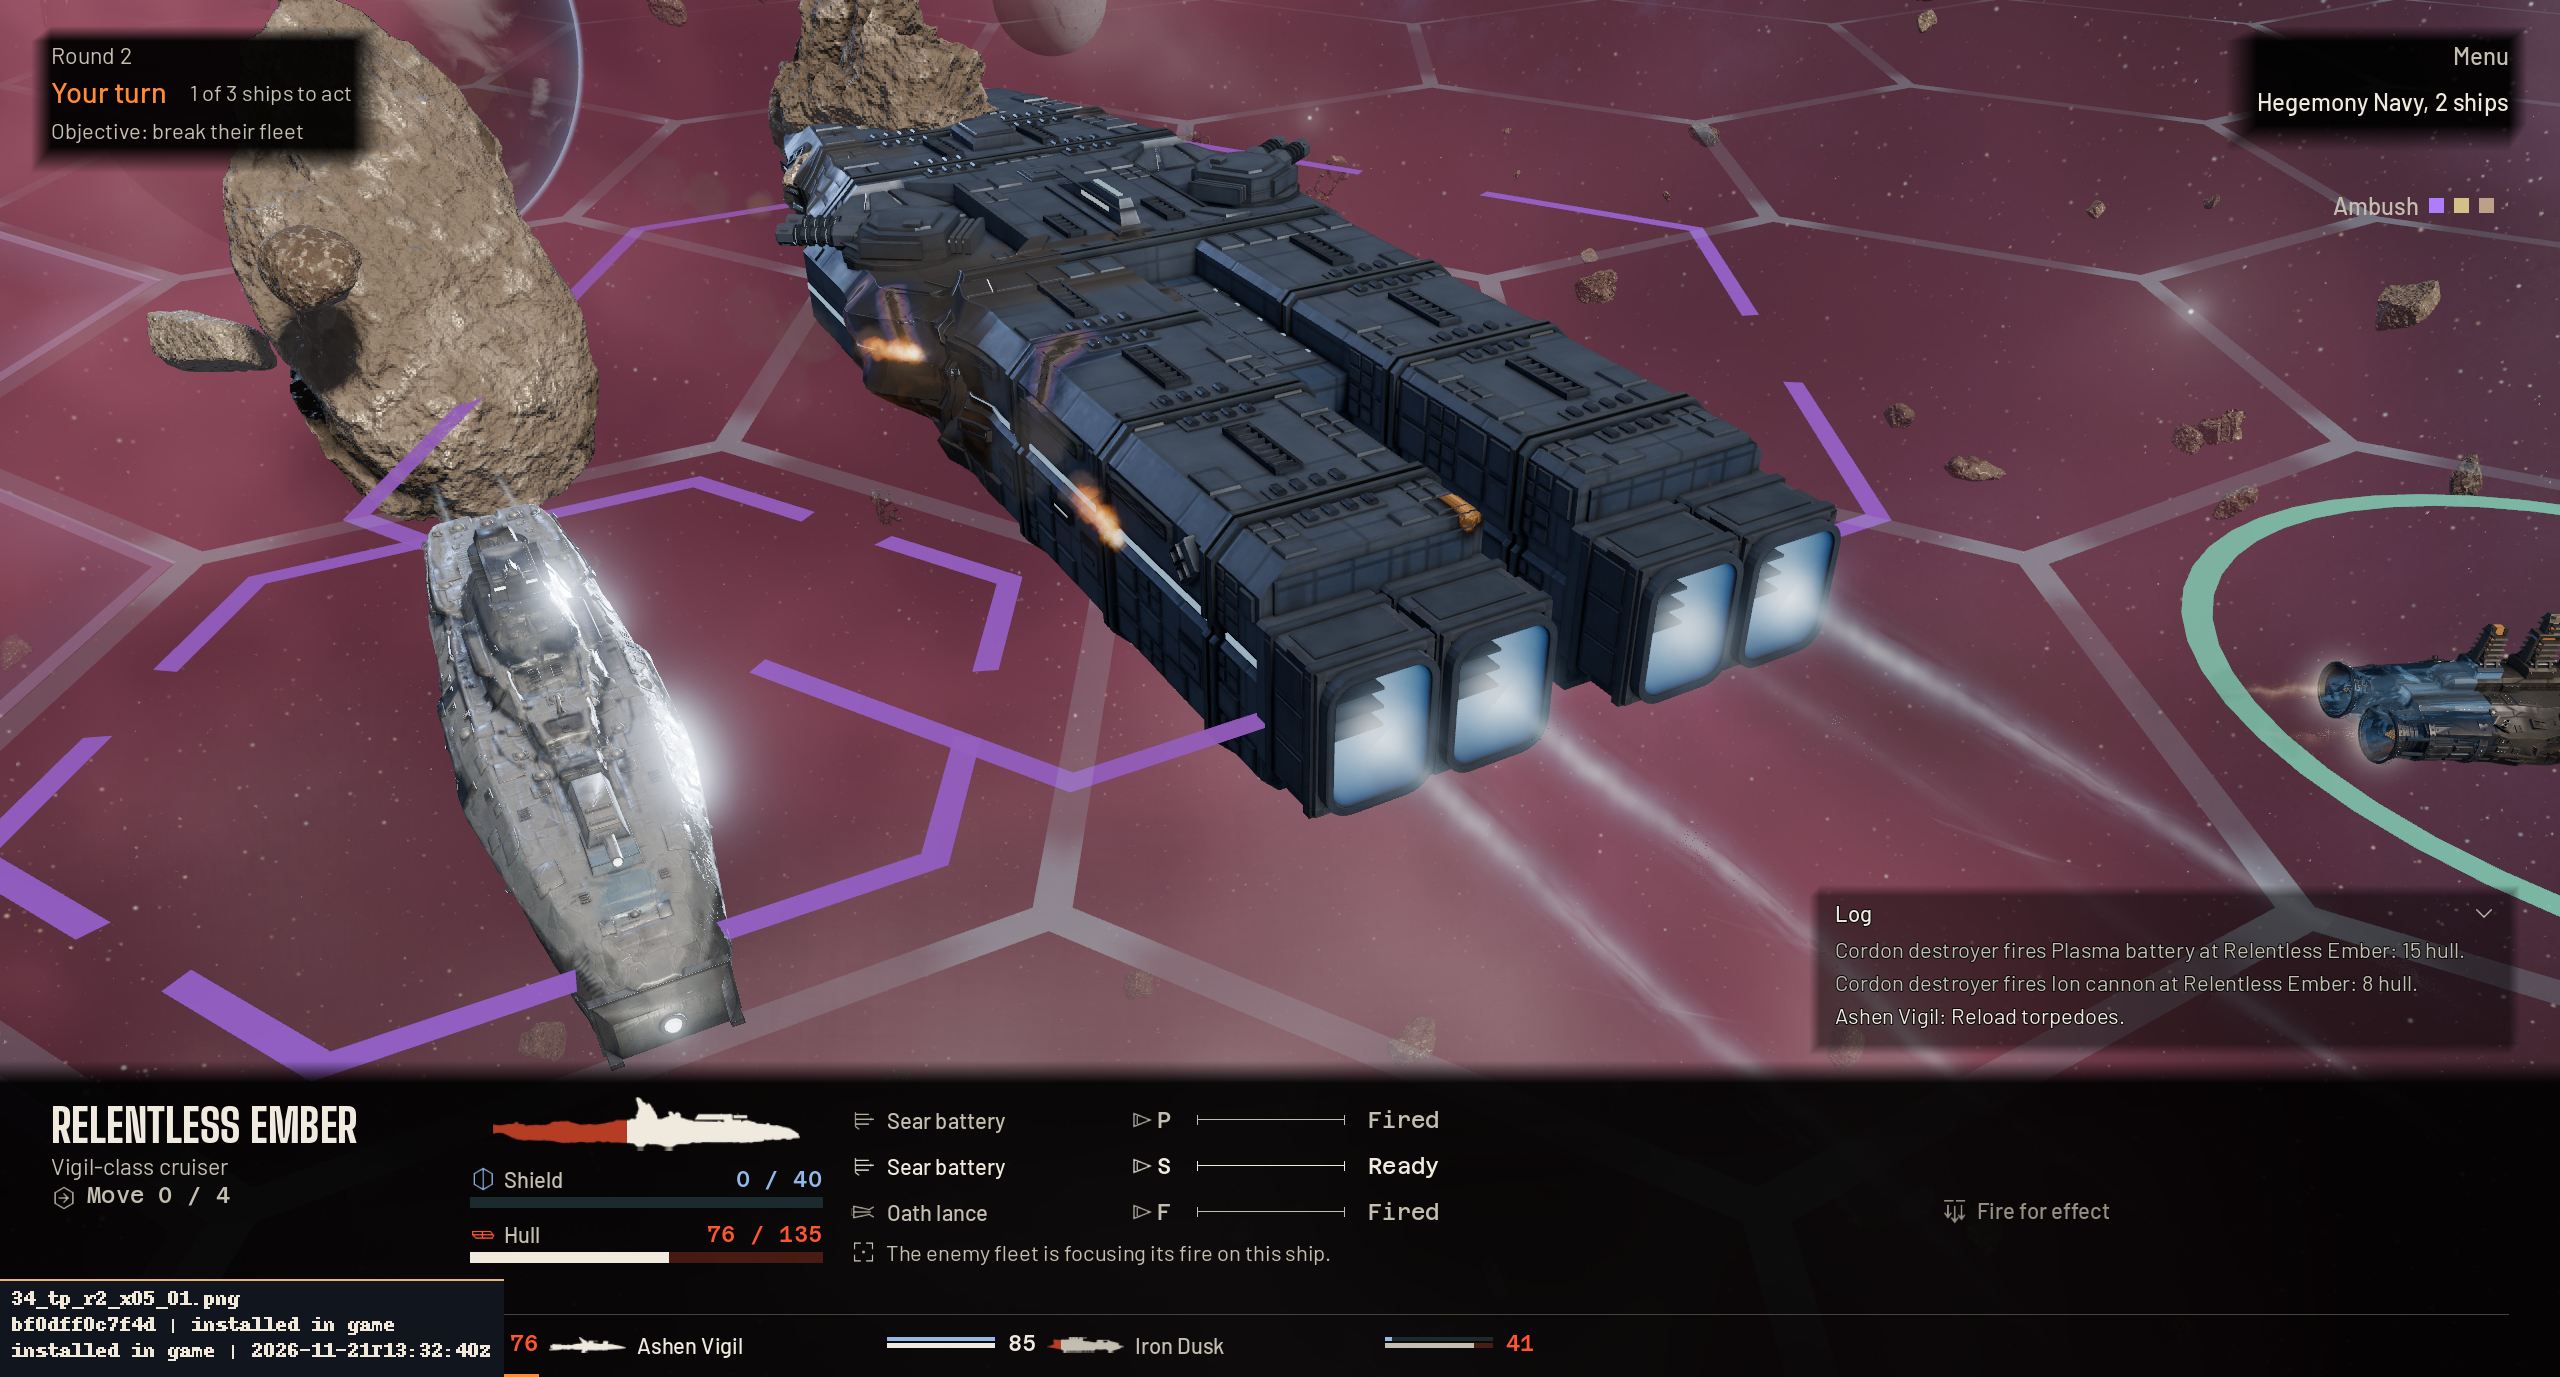 Round 2
Your turn 1 of 3 ships to act
Objective: break their fleet
Menu
Hegemony Navy, 2 ships
Ambush
Log
Cordon destroyer fires Plasma battery at Relentless Ember: 15 hull.
Cordon destroyer fires Ion cannon at Relentless Ember: 8 hull.
Ashen Vigil: Reload torpedoes.
RELENTLESS EMBER
Vigil-class cruiser
Move 0 / 4
Shield 0 / 40
Hull 76 / 135
Sear battery P Fired
Sear battery S Ready
Oath lance F Fired
The enemy fleet is focusing its fire on this ship.
Fire for effect
34_tp_r2_x05_01.png
bf0dff0c7f4d | installed in game
installed in game | 2026-11-21T13:32:40Z
76 Ashen Vigil 85 Iron Dusk 41